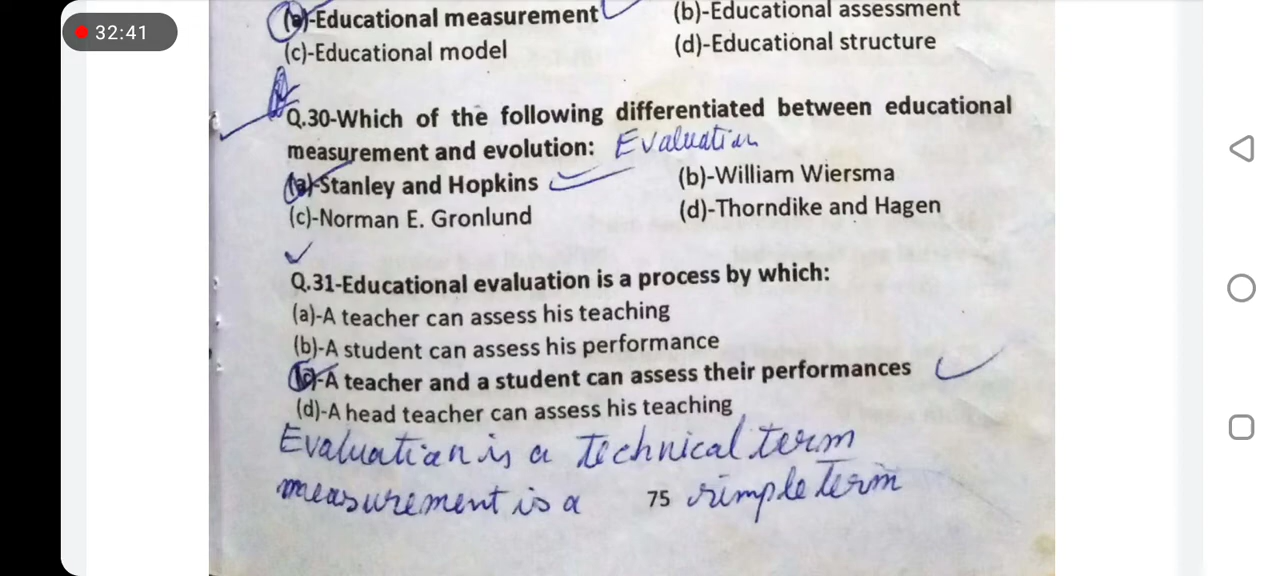 32:41
(a)-Educational measurement (b)-Educational assessment
(c)-Educational model (d)-Educational structure
Q.30-Which of the following differentiated between educational
measurement and evolution: Evaluation
(a)-Stanley and Hopkins (b)-William Wiersma
(c)-Norman E. Gronlund (d)-Thorndike and Hagen
Q.31-Educational evaluation is a process by which:
(a)-A teacher can assess his teaching
(b)-A student can assess his performance
(c)-A teacher and a student can assess their performances
(d)-A head teacher can assess his teaching
Evaluation is a technical term
measurement is a 75 simple term